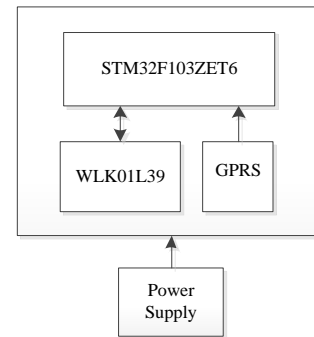 STM32F103ZET6
WLK01L39
GPRS
Power
Supply